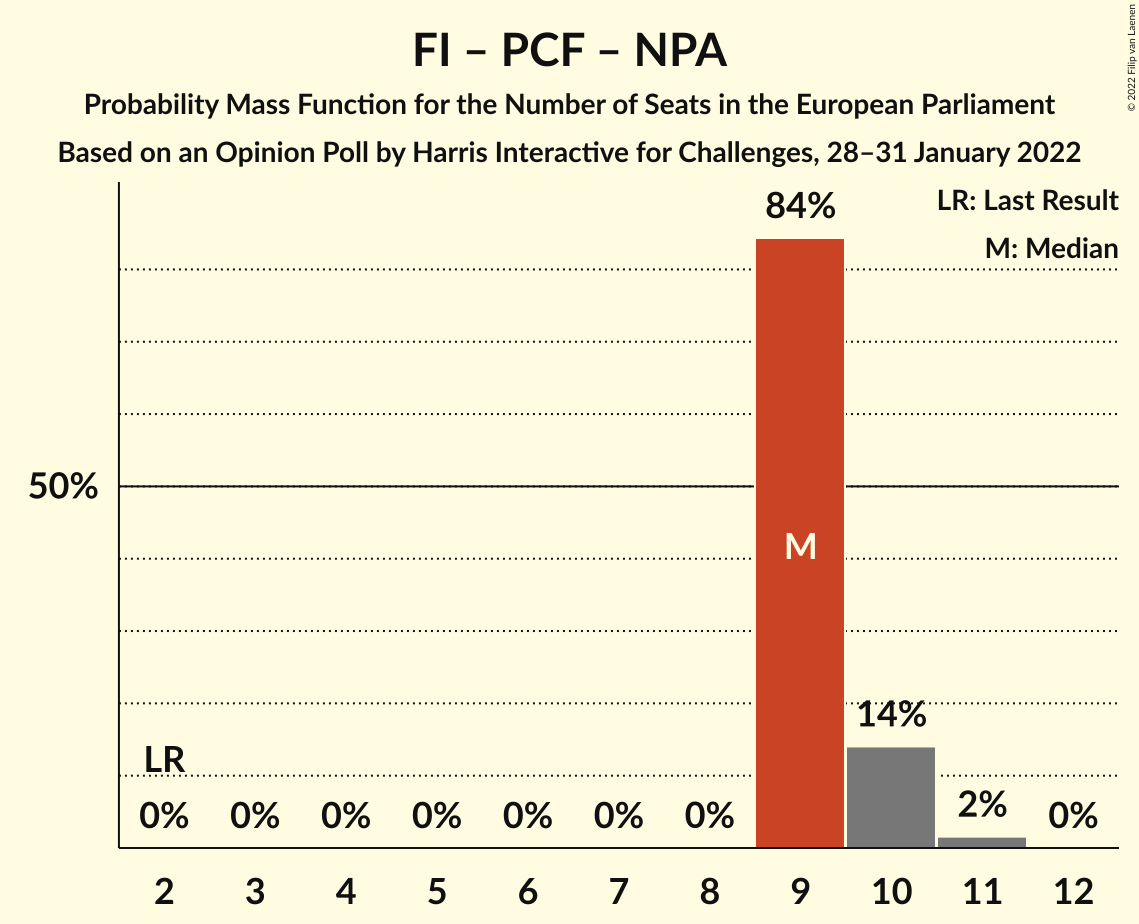 FI – PCF – NPA
Probability Mass Function for the Number of Seats in the European Parliament
Based on an Opinion Poll by Harris Interactive for Challenges, 28–31 January 2022
© 2022 Filip van Laenen
LR: Last Result
M: Median
84%
50%
M
14%
LR
2%
0% 0% 0% 0% 0% 0% 0% 0%
2 3 4 5 6 7 8 9 10 11 12